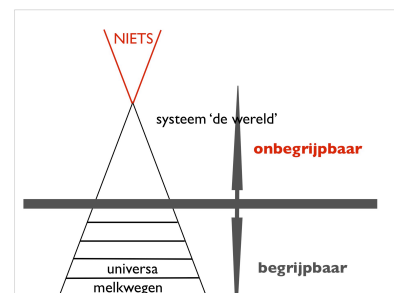 NIETS
systeem ‘de wereld’
onbegrijpbaar
begrijpbaar
universa
melkwegen